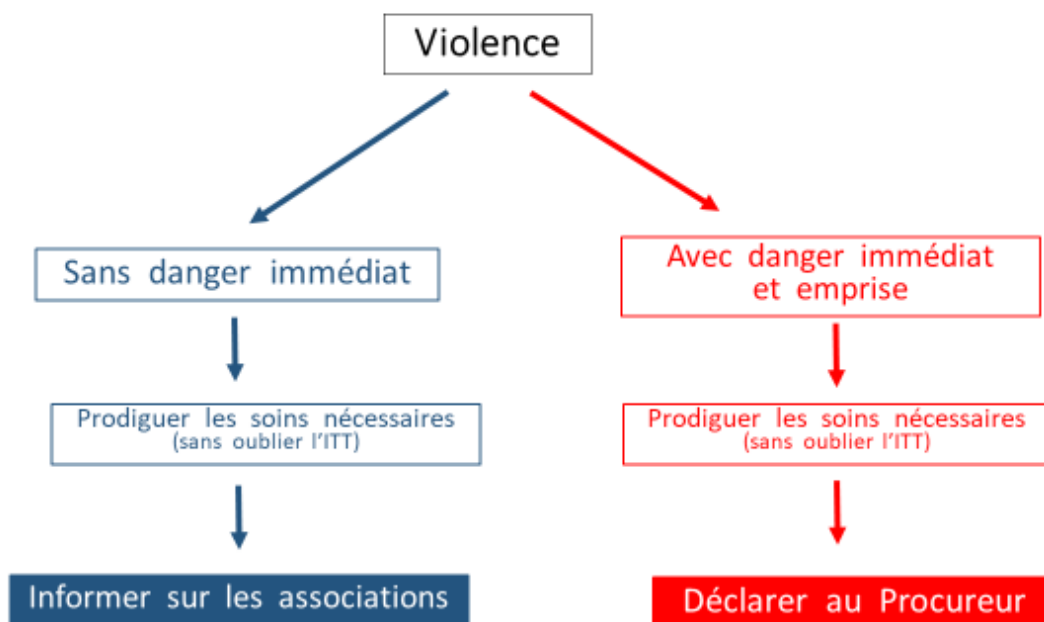 Violence
Sans danger immédiat
Avec danger immédiat
et emprise
Prodiguer les soins nécessaires
(sans oublier l'ITT)
Prodiguer les soins nécessaires
(sans oublier l'ITT)
Informer sur les associations
Déclarer au Procureur